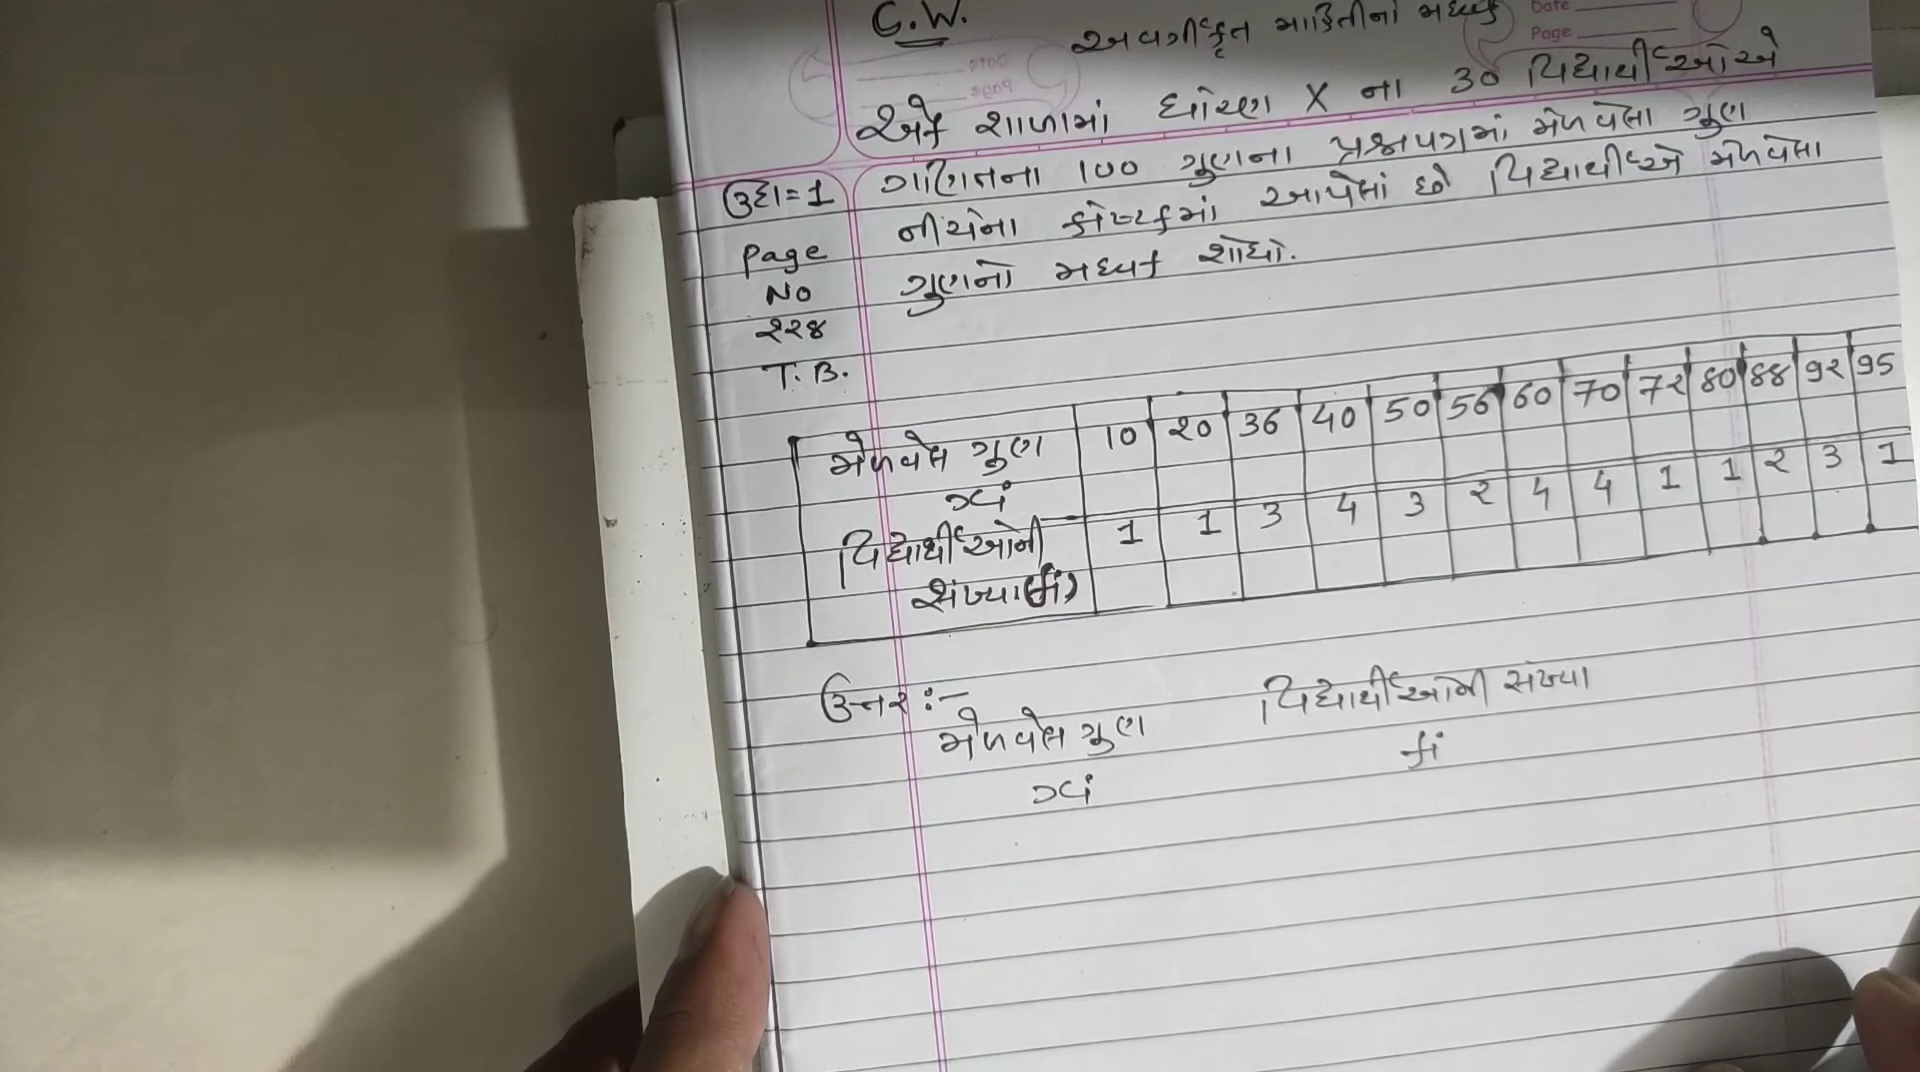 C.W.
Date
અવર્ગીકૃત માહિતીનો મધ્યક
Page
એક શાળામાં ધોરણ X ના 30 વિદ્યાર્થીઓએ
ઉદા=1 ગણિતના 100 ગુણના પ્રશ્નપત્રમાં મેળવેલા ગુણ
Page નીચેના કોષ્ટકમાં આપેલાં છે વિદ્યાર્થીએ મેળવેલા
No ગુણનો મધ્યક શોધો.
228
T.B.
મેળવેલ ગુણ xi 10 20 36 40 50 56 60 70 72 80 88 92 95
વિદ્યાર્થીઓની સંખ્યા(fi) 1 1 3 4 3 2 4 4 1 1 2 3 1
ઉત્તર :-
મેળવેલ ગુણ વિદ્યાર્થીઓની સંખ્યા
xi fi